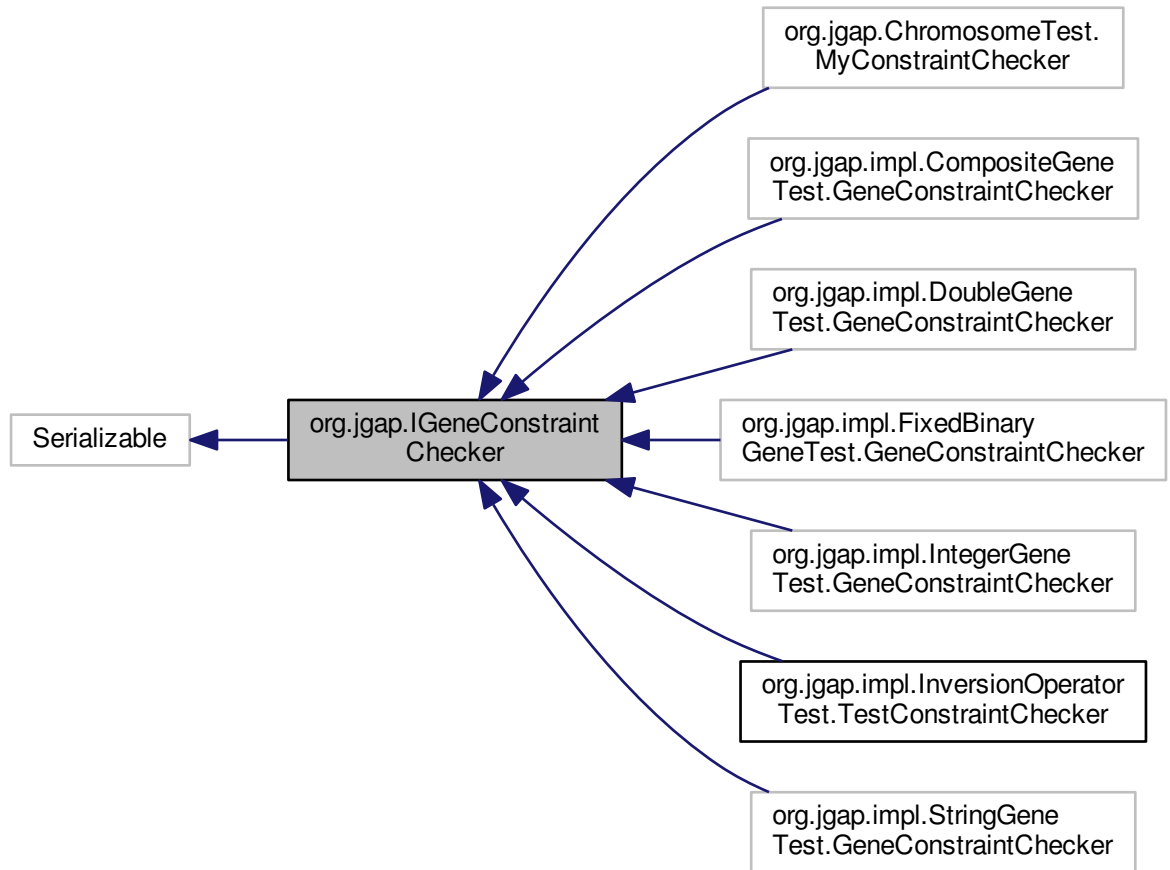 org.jgap.ChromosomeTest.
MyConstraintChecker
org.jgap.impl.CompositeGene
Test.GeneConstraintChecker
org.jgap.impl.DoubleGene
Test.GeneConstraintChecker
Serializable
org.jgap.IGeneConstraint
Checker
org.jgap.impl.FixedBinary
GeneTest.GeneConstraintChecker
org.jgap.impl.IntegerGene
Test.GeneConstraintChecker
org.jgap.impl.InversionOperator
Test.TestConstraintChecker
org.jgap.impl.StringGene
Test.GeneConstraintChecker